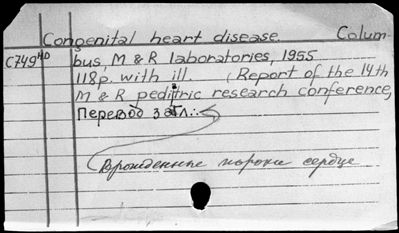 Congenital heart disease. Colum-
C749 40 bus, M & R laboratories, 1955
118p. with ill. (Report of the 14th
M & R pediatric research conference,
Перевод загл.:
Врожденные пороки сердце